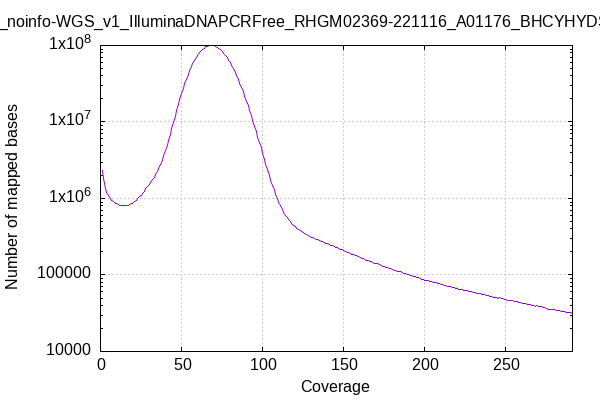 _noinfo-WGS_v1_IlluminaDNAPCRFree_RHGM02369-221116_A01176_BHCYHYDS
1x10^8
1x10^7
1x10^6
100000
10000
Number of mapped bases
0 50 100 150 200 250
Coverage